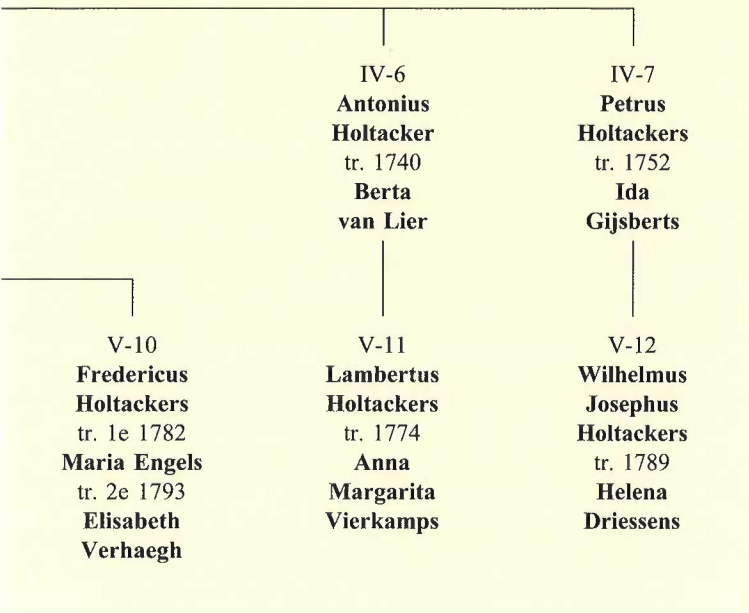 IV-6
Antonius
Holtacker
tr. 1740
Berta
van Lier
IV-7
Petrus
Holtackers
tr. 1752
Ida
Gijsberts
V-10
Fredericus
Holtackers
tr. 1e 1782
Maria Engels
tr. 2e 1793
Elisabeth
Verhaegh
V-11
Lambertus
Holtackers
tr. 1774
Anna
Margarita
Vierkamps
V-12
Wilhelmus
Josephus
Holtackers
tr. 1789
Helena
Driessens